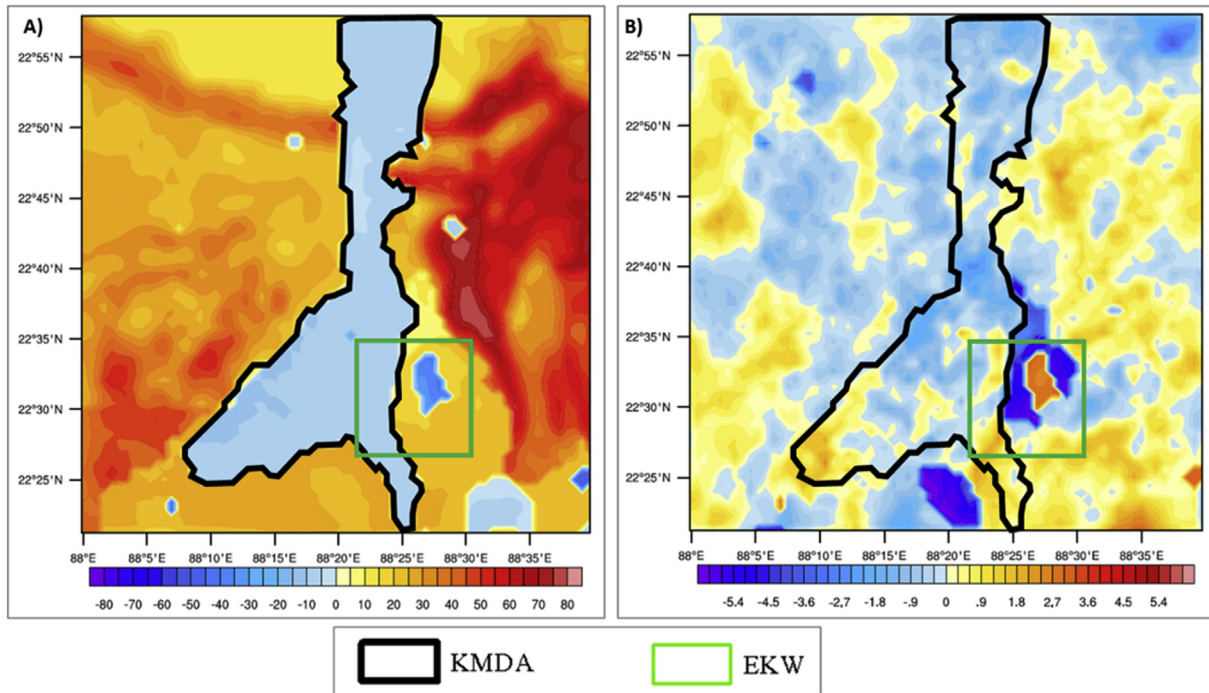 A)
22°55'N
22°50'N
22°45'N
22°40'N
22°35'N
22°30'N
22°25'N
88°E 88°5'E 88°10'E 88°15'E 88°20'E 88°25'E 88°30'E 88°35'E
-80 -70 -60 -50 -40 -30 -20 -10 0 10 20 30 40 50 60 70 80
B)
22°55'N
22°50'N
22°45'N
22°40'N
22°35'N
22°30'N
22°25'N
88°E 88°5'E 88°10'E 88°15'E 88°20'E 88°25'E 88°30'E 88°35'E
-5.4 -4.5 -3.6 -2,7 -1.8 -.9 0 .9 1.8 2,7 3.6 4.5 5.4
KMDA EKW